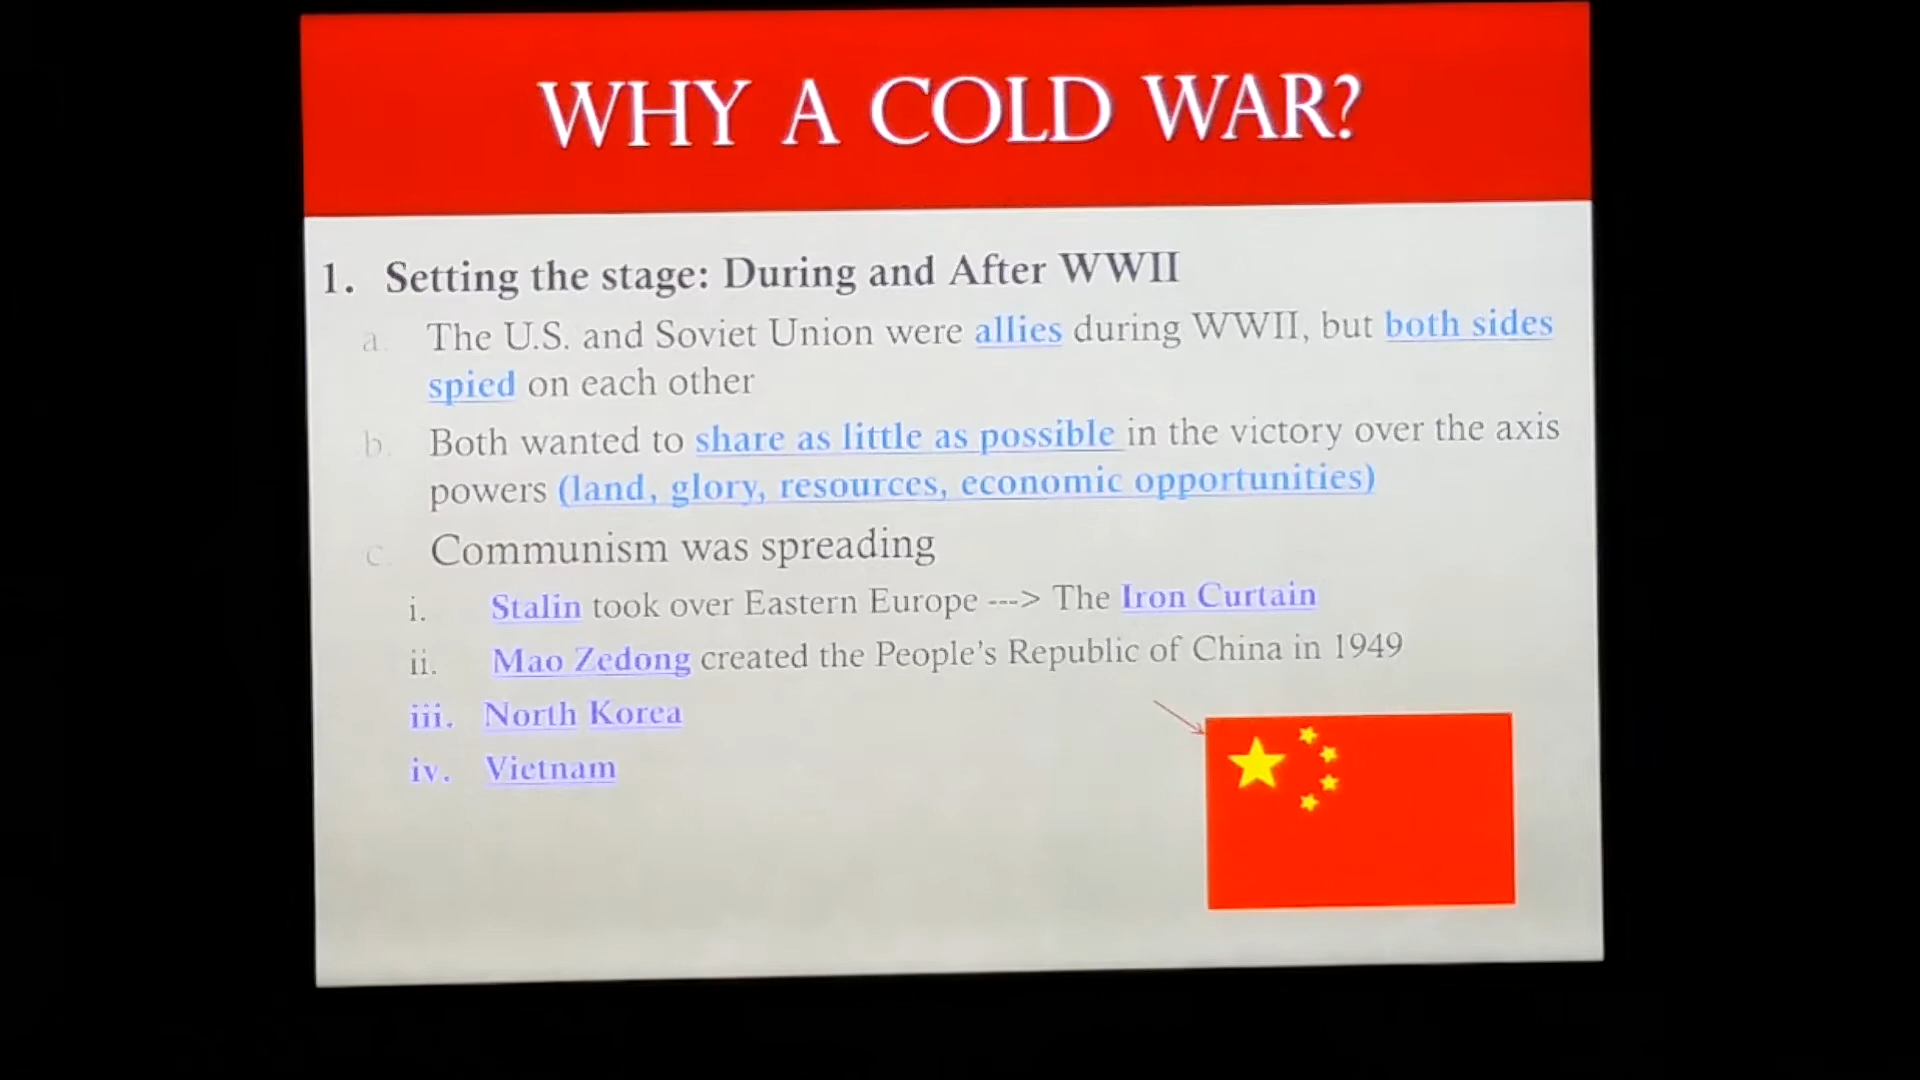 WHY A COLD WAR?
1. Setting the stage: During and After WWII
a. The U.S. and Soviet Union were allies during WWII, but both sides
spied on each other
b. Both wanted to share as little as possible in the victory over the axis
powers (land, glory, resources, economic opportunities)
c. Communism was spreading
i. Stalin took over Eastern Europe ---> The Iron Curtain
ii. Mao Zedong created the People's Republic of China in 1949
iii. North Korea
iv. Vietnam